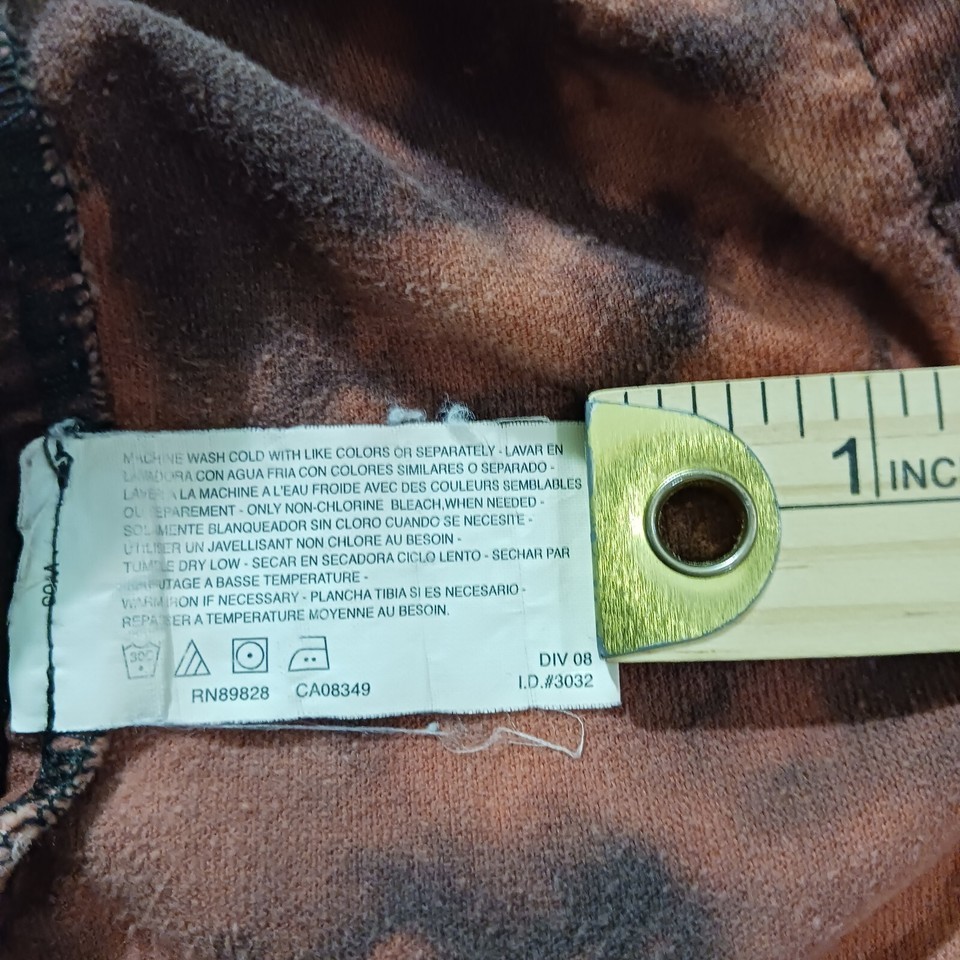 MACHINE WASH COLD WITH LIKE COLORS OR SEPARATELY - LAVAR EN
LAVADORA CON AGUA FRIA CON COLORES SIMILARES O SEPARADO -
LAVER A LA MACHINE A L'EAU FROIDE AVEC DES COULEURS SEMBLABLES
OU SEPAREMENT - ONLY NON-CHLORINE BLEACH,WHEN NEEDED -
SOLAMENTE BLANQUEADOR SIN CLORO CUANDO SE NECESITE -
UTILISER UN JAVELLISANT NON CHLORE AU BESOIN -
TUMBLE DRY LOW - SECAR EN SECADORA CICLO LENTO - SECHAR PAR
A BASSE TEMPERATURE -
WARM IRON IF NECESSARY - PLANCHA TIBIA SI ES NECESARIO -
REPASSER A TEMPERATURE MOYENNE AU BESOIN.
30C
RN89828 CA08349
DIV 08
I.D.#3032
1 INC